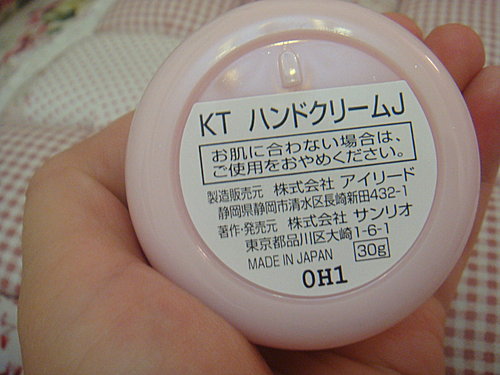 KT ハンドクリームJ
お肌に合わない場合は、
ご使用をおやめください。
製造販売元 株式会社 アイリード
静岡県静岡市清水区長崎新田432-1
著作・発売元 株式会社 サンリオ
東京都品川区大崎1-6-1
MADE IN JAPAN 30g
0H1